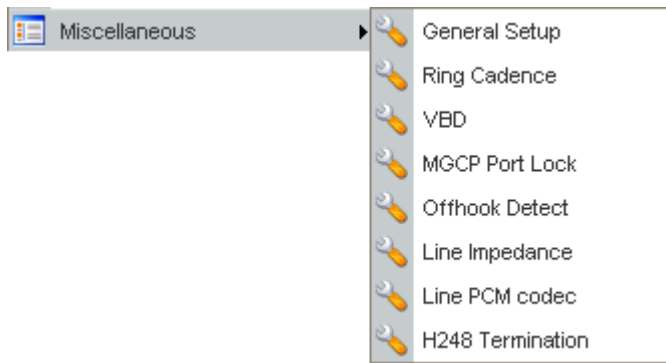 Miscellaneous
General Setup
Ring Cadence
VBD
MGCP Port Lock
Offhook Detect
Line Impedance
Line PCM codec
H248 Termination